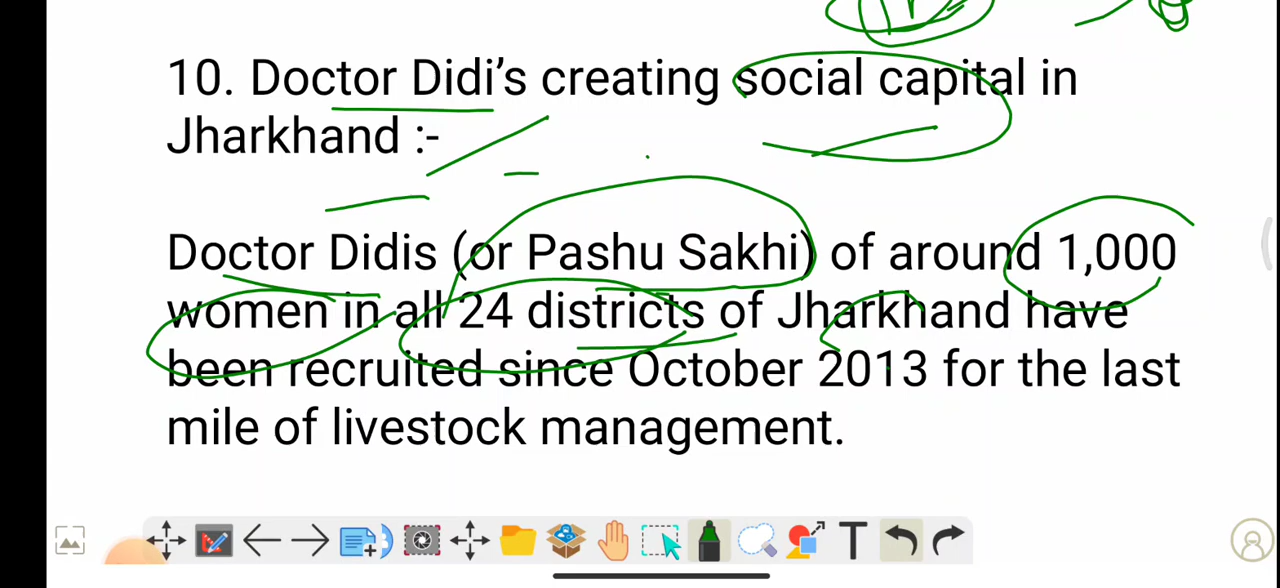 10. Doctor Didi’s creating social capital in
Jharkhand :-
Doctor Didis (or Pashu Sakhi) of around 1,000
women in all 24 districts of Jharkhand have
been recruited since October 2013 for the last
mile of livestock management.